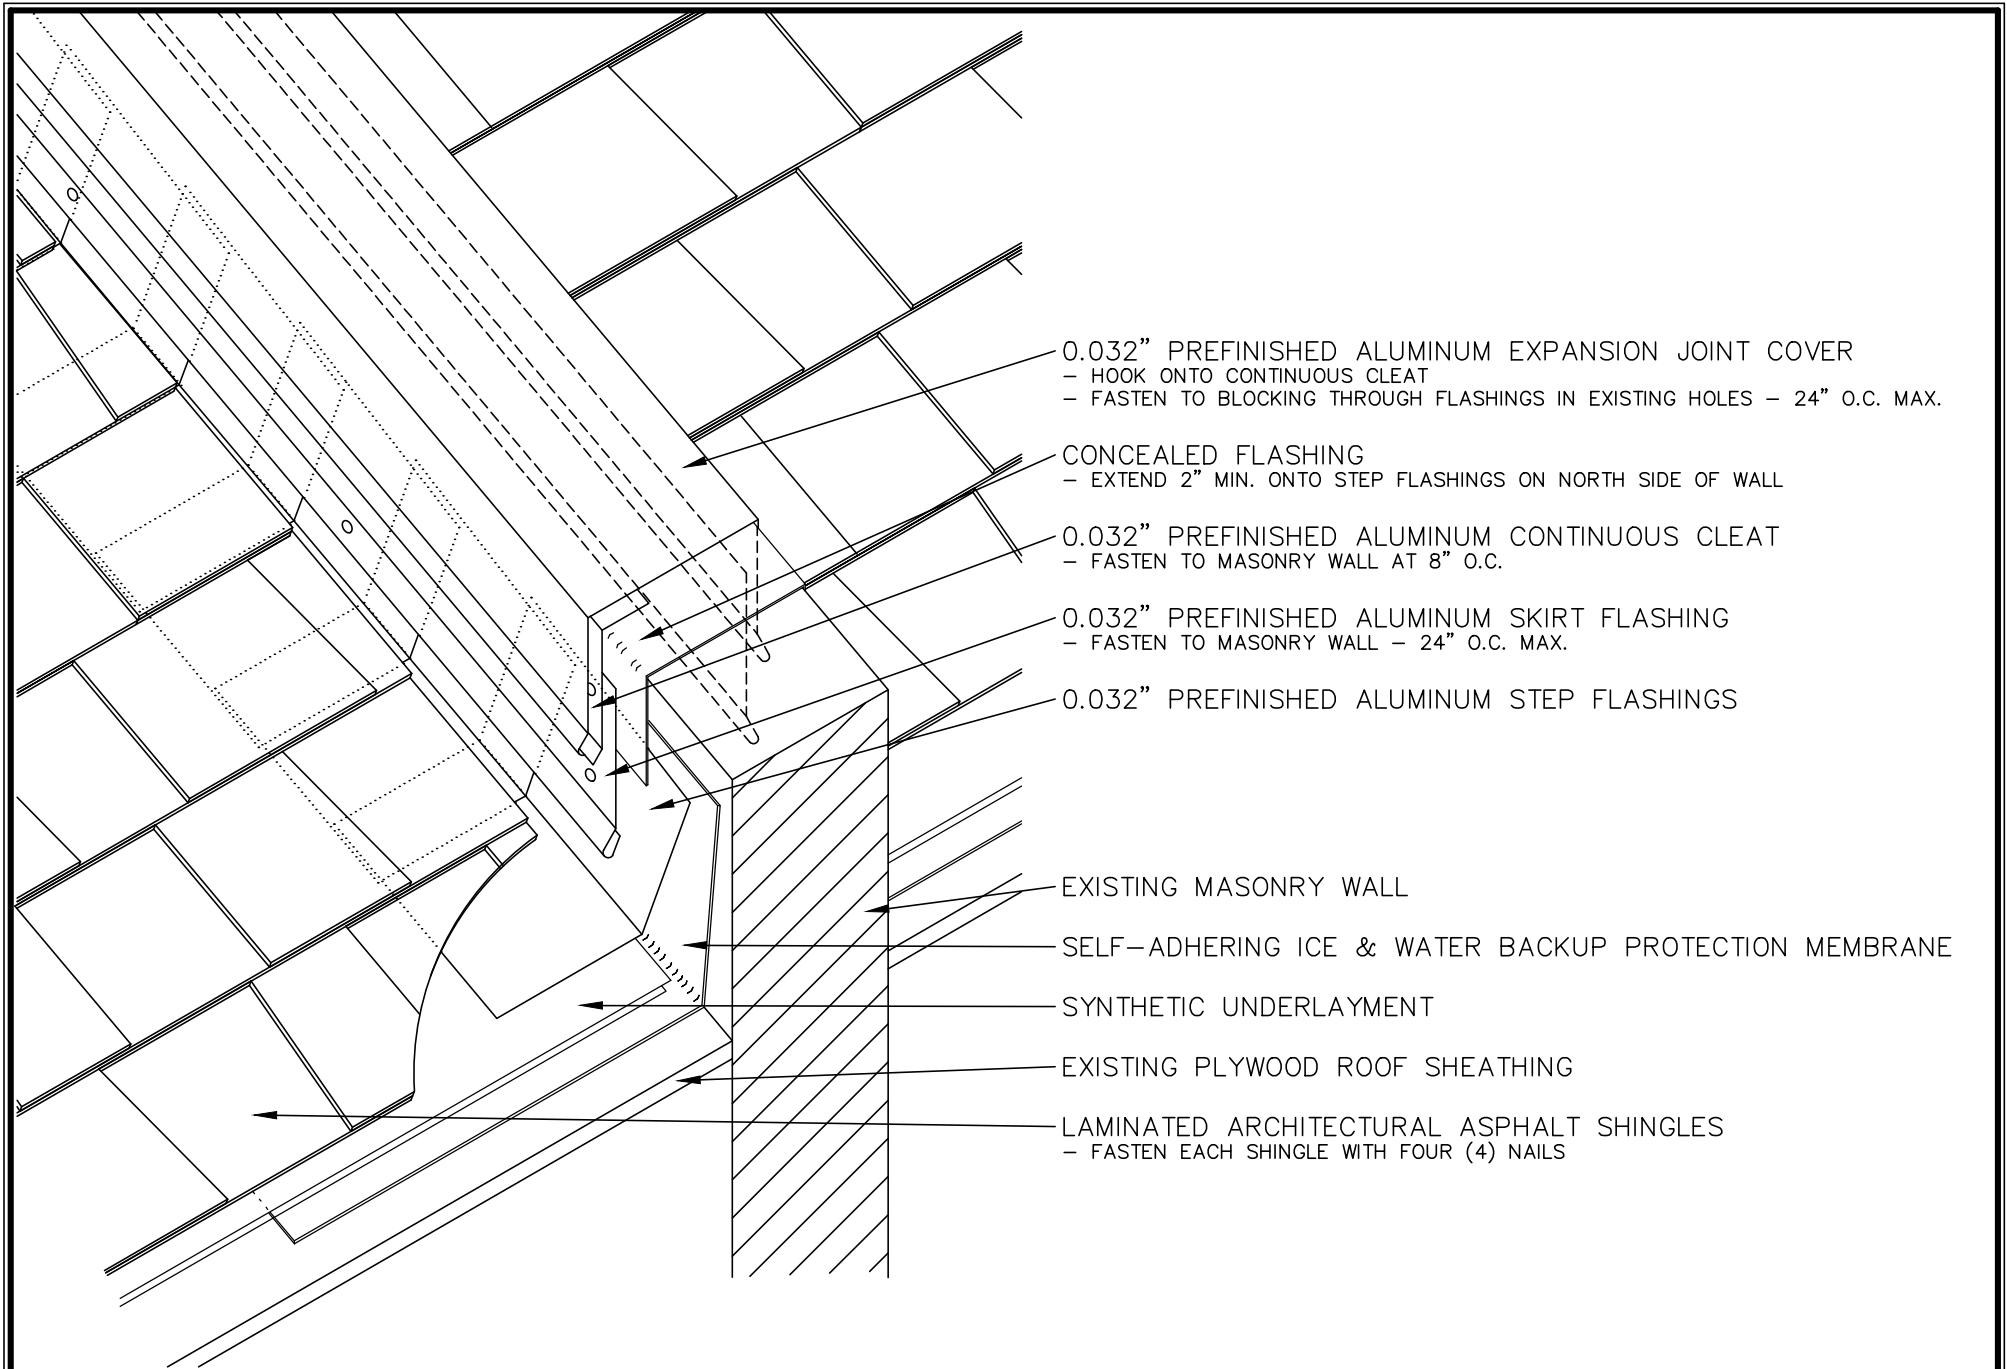 0.032” PREFINISHED ALUMINUM EXPANSION JOINT COVER
– HOOK ONTO CONTINUOUS CLEAT
– FASTEN TO BLOCKING THROUGH FLASHINGS IN EXISTING HOLES – 24” O.C. MAX.
CONCEALED FLASHING
– EXTEND 2” MIN. ONTO STEP FLASHINGS ON NORTH SIDE OF WALL
0.032” PREFINISHED ALUMINUM CONTINUOUS CLEAT
– FASTEN TO MASONRY WALL AT 8” O.C.
0.032” PREFINISHED ALUMINUM SKIRT FLASHING
– FASTEN TO MASONRY WALL – 24” O.C. MAX.
0.032” PREFINISHED ALUMINUM STEP FLASHINGS
EXISTING MASONRY WALL
SELF–ADHERING ICE & WATER BACKUP PROTECTION MEMBRANE
SYNTHETIC UNDERLAYMENT
EXISTING PLYWOOD ROOF SHEATHING
LAMINATED ARCHITECTURAL ASPHALT SHINGLES
– FASTEN EACH SHINGLE WITH FOUR (4) NAILS